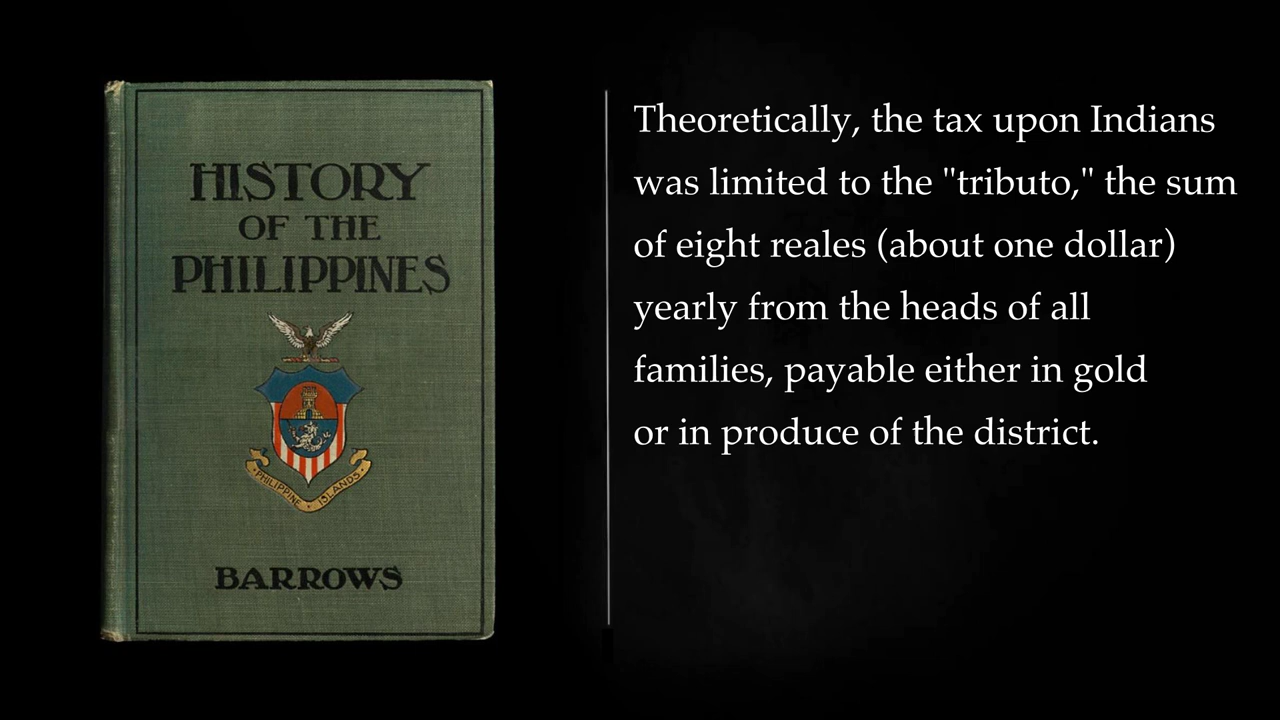 HISTORY
OF THE
PHILIPPINES
PHILIPPINE ISLANDS
BARROWS
Theoretically, the tax upon Indians
was limited to the "tributo," the sum
of eight reales (about one dollar)
yearly from the heads of all
families, payable either in gold
or in produce of the district.